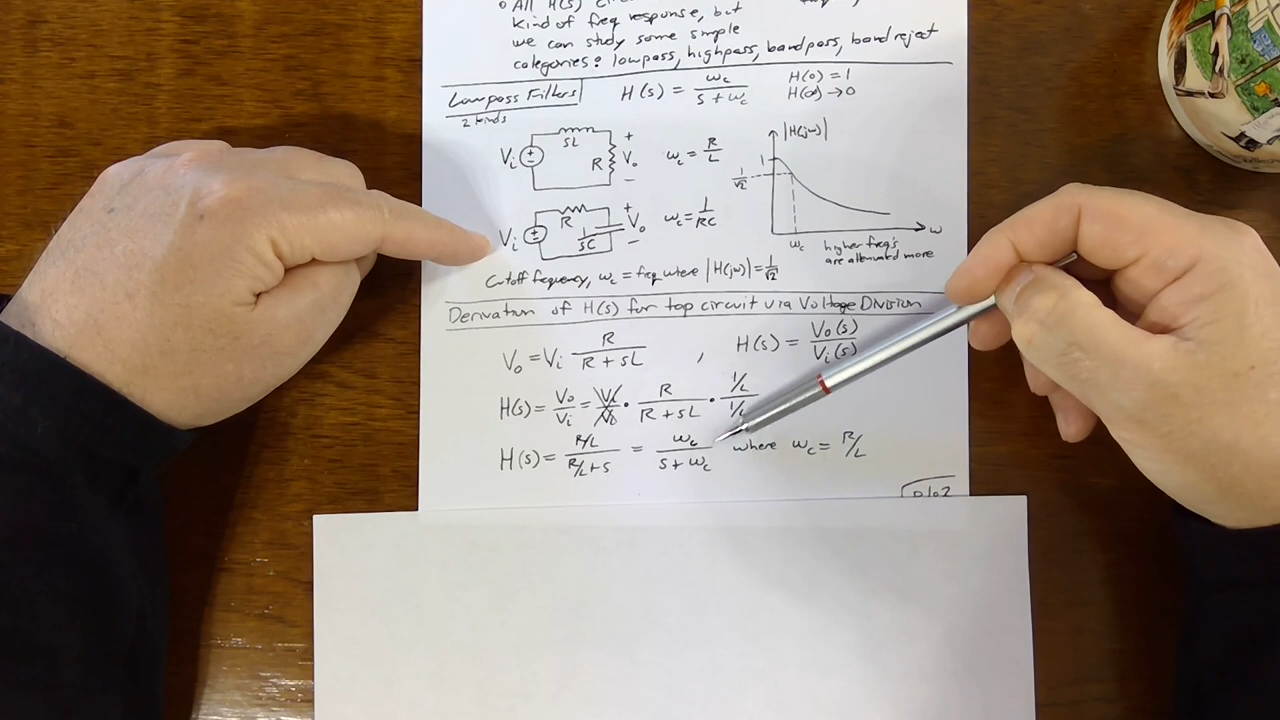 o All H(s) circ
kind of freq response, but
we can study some simple
categories: lowpass, highpass, bandpass, band reject
Lowpass Filters
2 kinds
H(s) = ωc / (s + ωc)
H(0) = 1
H(∞) → 0
Vi + - sL R + Vo -
ωc = R/L
|H(jω)|
1
1/√2
ωc
ω
higher freq's
are attenuated more
Vi + - R 1/sC + Vo -
ωc = 1/RC
Cutoff frequency, ωc = freq where |H(jω)| = 1/√2
Derivation of H(s) for top circuit via Voltage Division
Vo = Vi R / (R + sL) , H(s) = Vo(s) / Vi(s)
H(s) = Vo/Vi = Vi/Vi · R / (R + sL) · 1/L / 1/L
H(s) = R/L / (R/L + s) = ωc / (s + ωc) where ωc = R/L